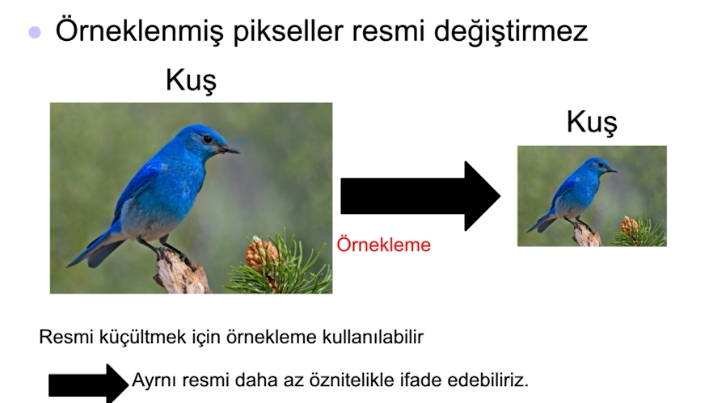 Örneklenmiş pikseller resmi değiştirmez
Kuş
Kuş
Örnekleme
Resmi küçültmek için örnekleme kullanılabilir
Ayrnı resmi daha az öznitelikle ifade edebiliriz.